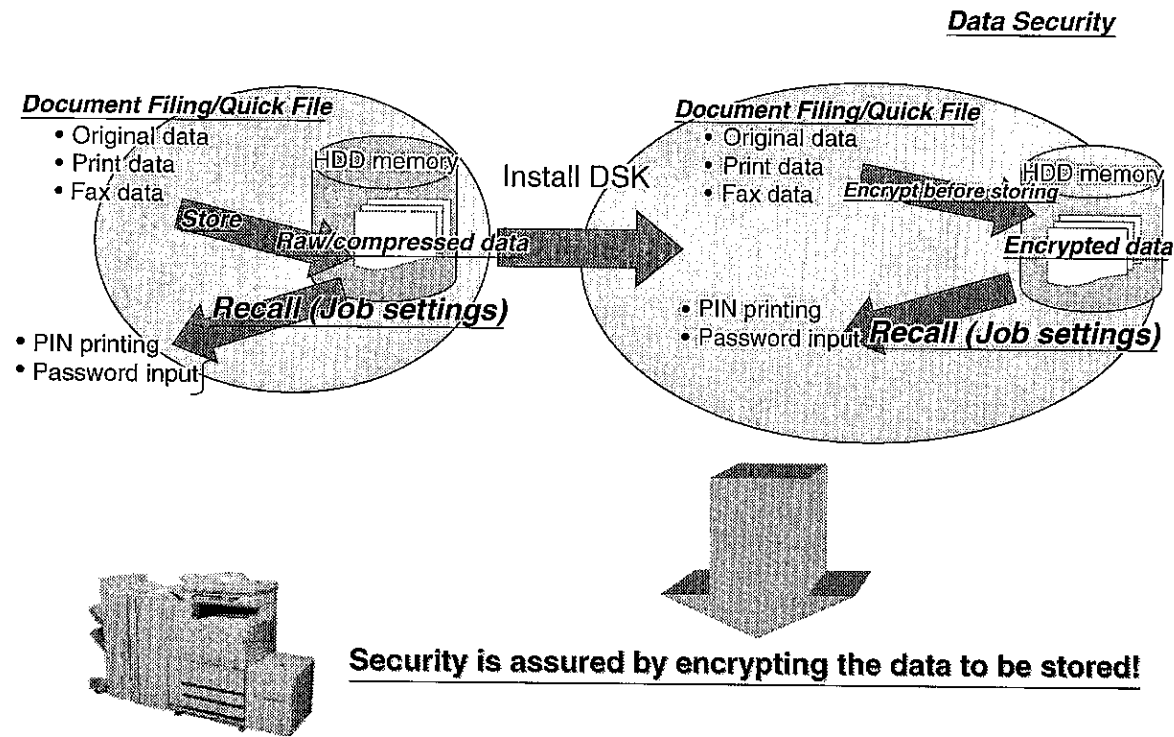 Data Security
Document Filing/Quick File
• Original data
• Print data
• Fax data
HDD memory
Store
Raw/compressed data
Recall (Job settings)
• PIN printing
• Password input
Install DSK
Document Filing/Quick File
• Original data
• Print data
• Fax data
HDD memory
Encrypt before storing
Encrypted data
• PIN printing
• Password input
Recall (Job settings)
Security is assured by encrypting the data to be stored!